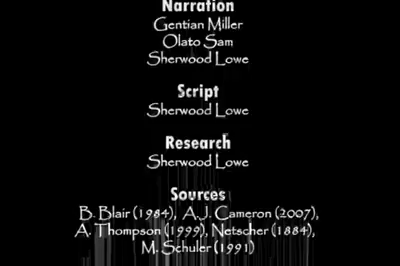 Narration
Gentian Miller
Olato Sam
Sherwood Lowe
Script
Sherwood Lowe
Research
Sherwood Lowe
Sources
B. Blair (1984), A.J. Cameron (2007),
A. Thompson (1999), Netscher (1884),
M. Schuler (1991)